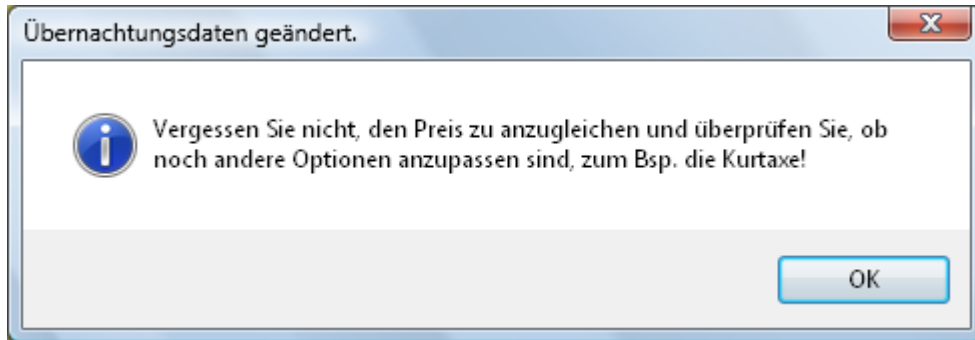 Übernachtungsdaten geändert.
Vergessen Sie nicht, den Preis zu anzugleichen und überprüfen Sie, ob
noch andere Optionen anzupassen sind, zum Bsp. die Kurtaxe!
OK